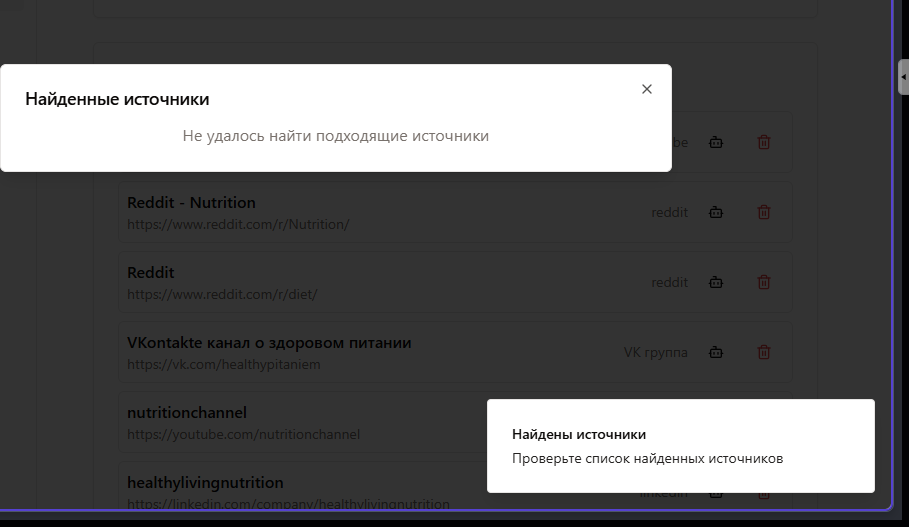 Найденные источники
Не удалось найти подходящие источники
be
Reddit - Nutrition
https://www.reddit.com/r/Nutrition/
reddit
Reddit
https://www.reddit.com/r/diet/
reddit
VKontakte канал о здоровом питании
https://vk.com/healthypitaniem
VK группа
nutritionchannel
https://youtube.com/nutritionchannel
Найдены источники
Проверьте список найденных источников
healthylivingnutrition
https://linkedin.com/company/healthylivingnutrition
linkedin